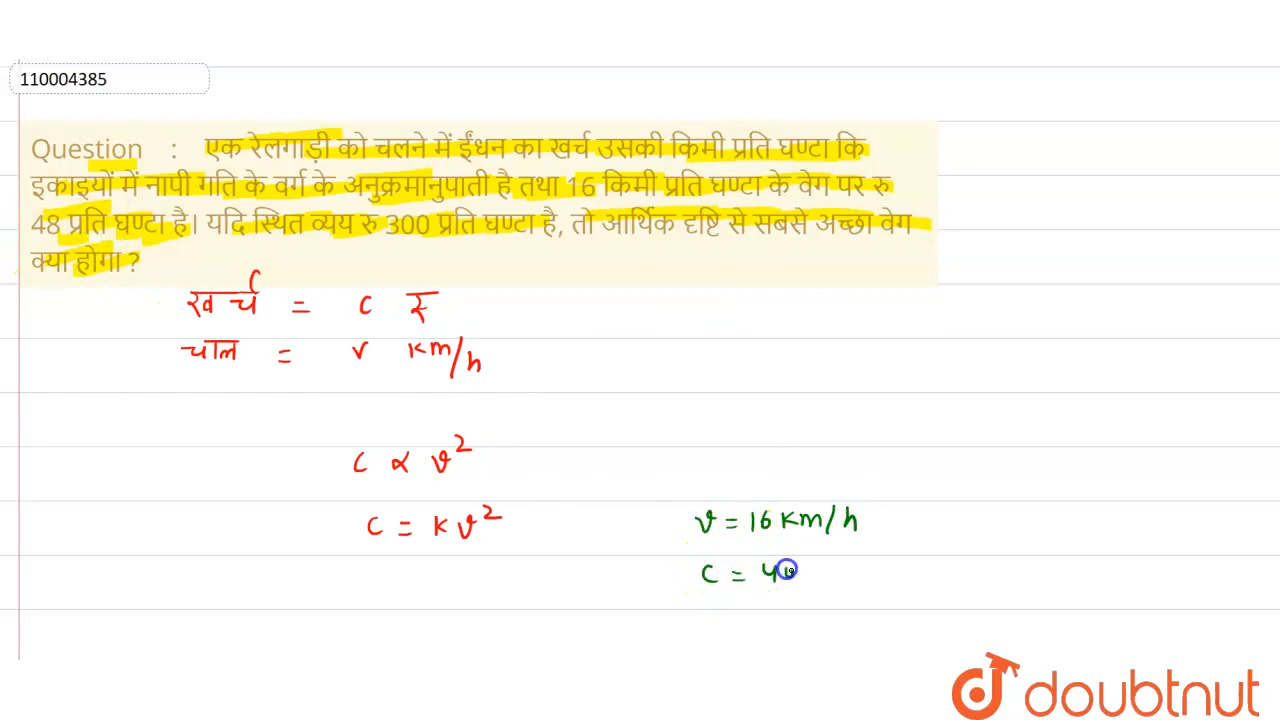 110004385
Question : एक रेलगाड़ी को चलने में ईंधन का खर्च उसकी किमी प्रति घण्टा कि
इकाइयों में नापी गति के वर्ग के अनुक्रमानुपाती है तथा 16 किमी प्रति घण्टा के वेग पर रु
48 प्रति घण्टा है। यदि स्थित व्यय रु 300 प्रति घण्टा है, तो आर्थिक दृष्टि से सबसे अच्छा वेग
क्या होगा ?
खर्च = C रू
चाल = v km/h
C ∝ v²
C = K v²
v = 16 Km/h
C = 4
doubtnut